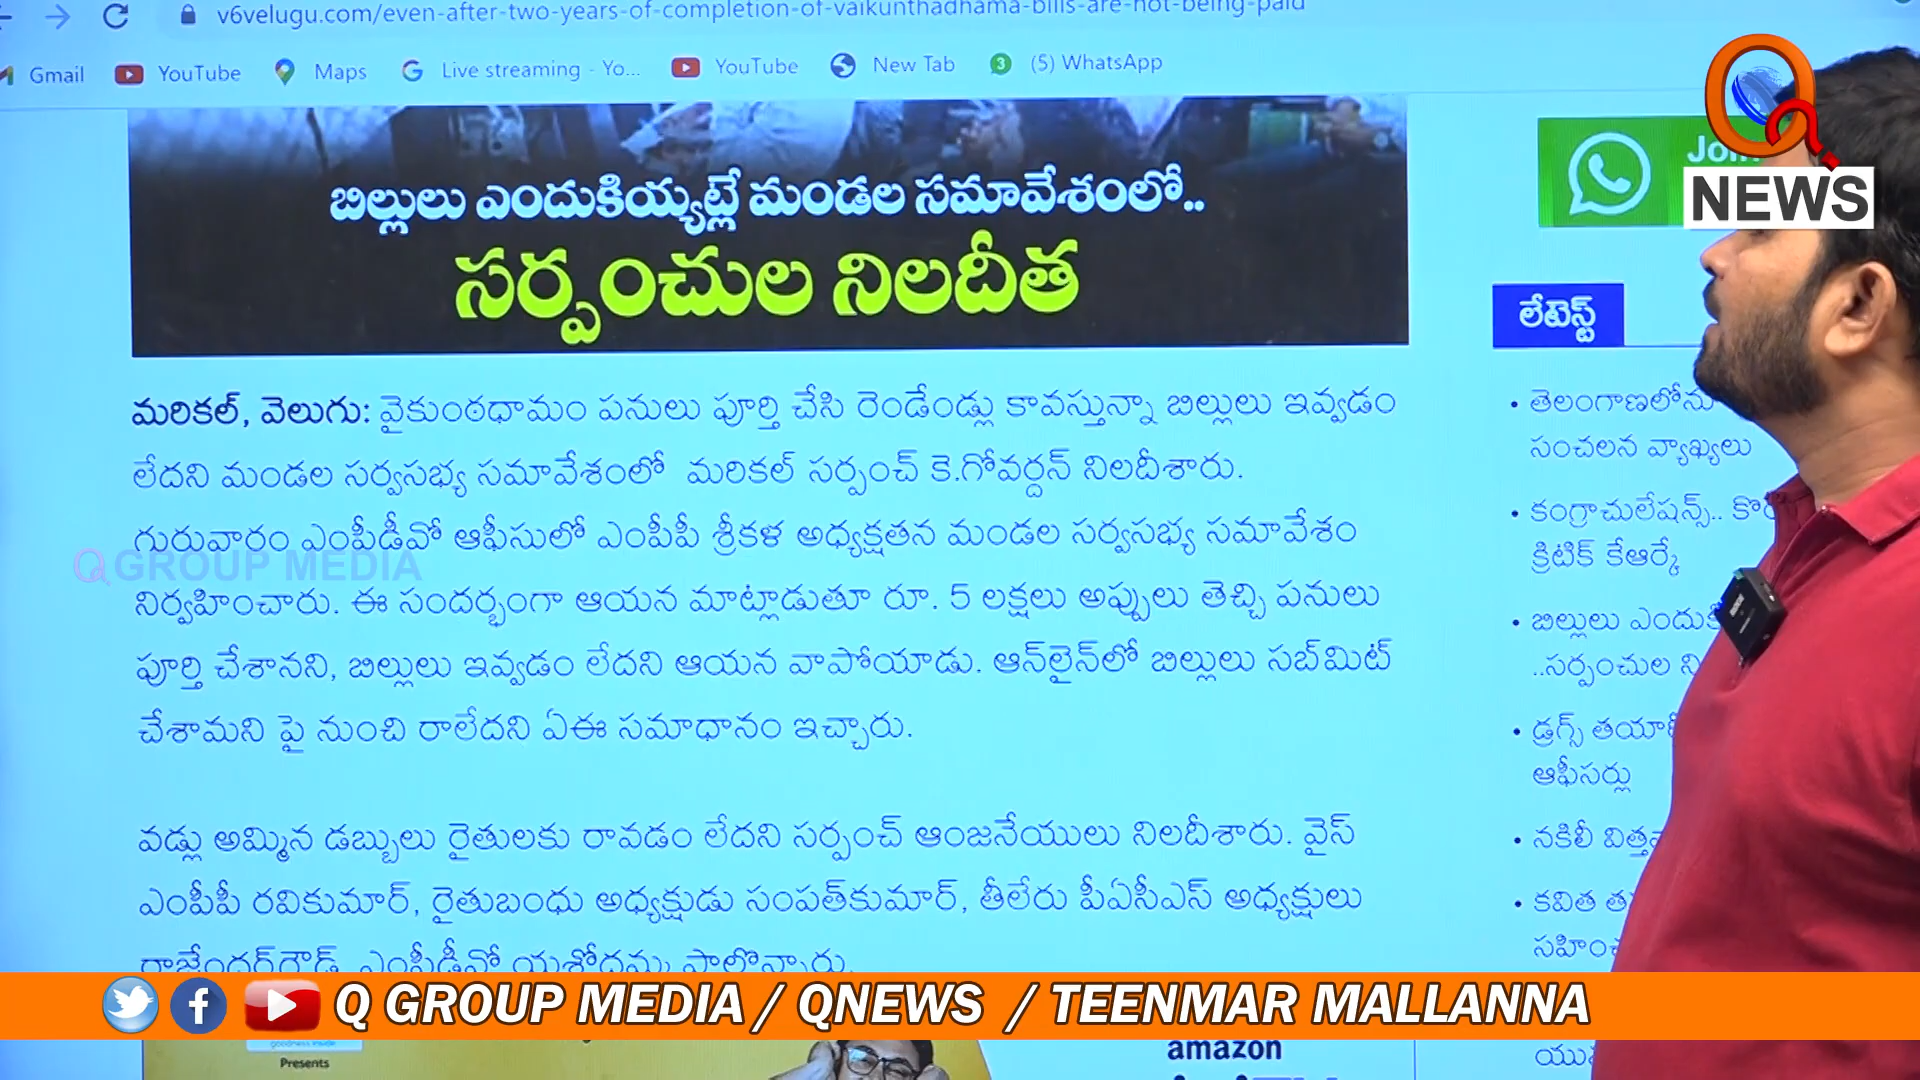 v6velugu.com/even-after-two-years-of-completion-of-vaikunthadhama-bills-are-not-being-paid
Gmail YouTube Maps Live streaming - Yo... YouTube New Tab 3 (5) WhatsApp
Join
Q
NEWS
బిల్లులు ఎందుకియ్యట్లే మండల సమావేశంలో..
సర్పంచుల నిలదీత
లేటెస్ట్
మరికల్, వెలుగు: వైకుంఠధామం పనులు పూర్తి చేసి రెండేండ్లు కావస్తున్నా బిల్లులు ఇవ్వడం
లేదని మండల సర్వసభ్య సమావేశంలో మరికల్ సర్పంచ్ కె.గోవర్దన్ నిలదీశారు.
గురువారం ఎంపీడీవో ఆఫీసులో ఎంపీపీ శ్రీకళ అధ్యక్షతన మండల సర్వసభ్య సమావేశం
నిర్వహించారు. ఈ సందర్భంగా ఆయన మాట్లాడుతూ రూ. 5 లక్షలు అప్పులు తెచ్చి పనులు
పూర్తి చేశానని, బిల్లులు ఇవ్వడం లేదని ఆయన వాపోయాడు. ఆన్‌లైన్‌లో బిల్లులు సబ్‌మిట్
చేశామని పై నుంచి రాలేదని ఏఈ సమాధానం ఇచ్చారు.
వడ్లు అమ్మిన డబ్బులు రైతులకు రావడం లేదని సర్పంచ్ ఆంజనేయులు నిలదీశారు. వైస్
ఎంపీపీ రవికుమార్, రైతుబంధు అధ్యక్షుడు సంపత్‌కుమార్, తీలేరు పీఏసీఎస్ అధ్యక్షులు
రాజేందర్‌గౌడ్, ఎంపీడీవో యశోదమ్మ పాల్గొన్నారు.
Q GROUP MEDIA
• తెలంగాణలోను
సంచలన వ్యాఖ్యలు
• కంగ్రాచులేషన్స్..
క్రిటిక్ కేఆర్కే
• బిల్లులు
..సర్పంచుల
• డ్రగ్స్
ఆఫీసర్లు
• నకిలీ
• కవిత
Q GROUP MEDIA / QNEWS / TEENMAR MALLANNA
Presents
amazon